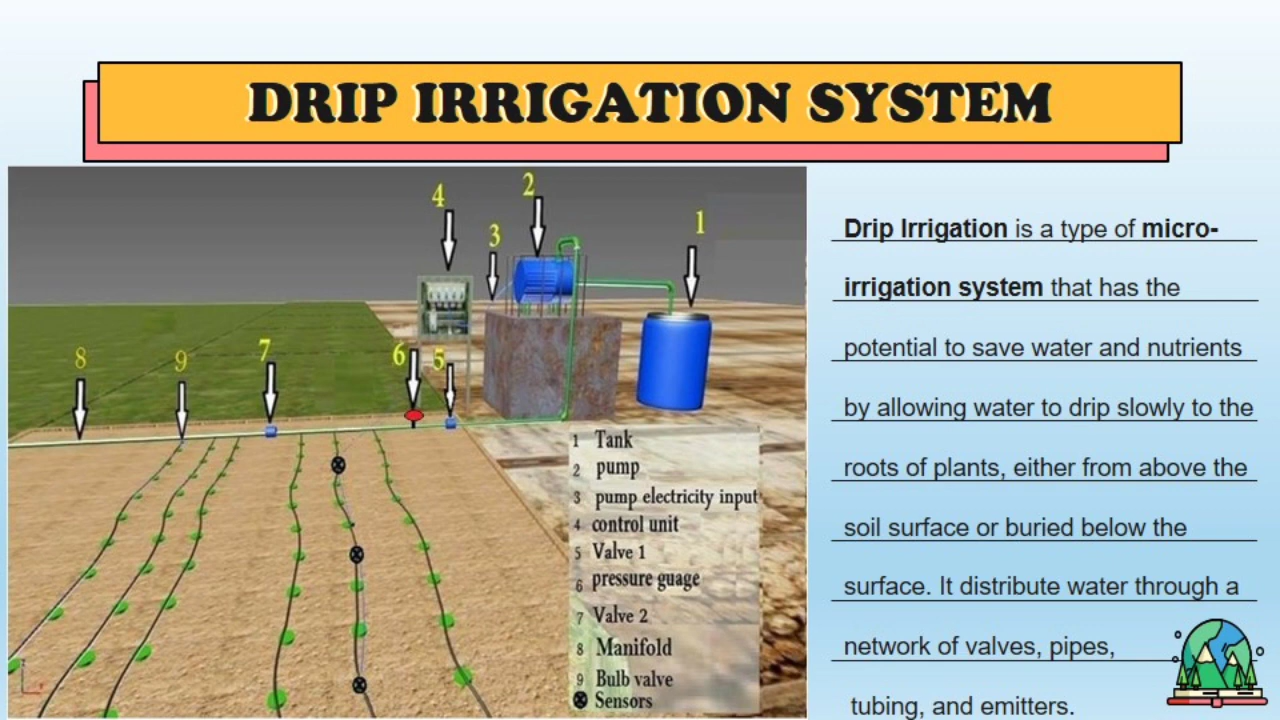 DRIP IRRIGATION SYSTEM
4
2
3
1
8
9
7
6
5
1 Tank
2 pump
3 pump electricity input
4 control unit
5 Valve 1
6 pressure guage
7 Valve 2
8 Manifold
9 Bulb valve
Sensors
Drip Irrigation is a type of micro-
irrigation system that has the
potential to save water and nutrients
by allowing water to drip slowly to the
roots of plants, either from above the
soil surface or buried below the
surface. It distribute water through a
network of valves, pipes,
tubing, and emitters.